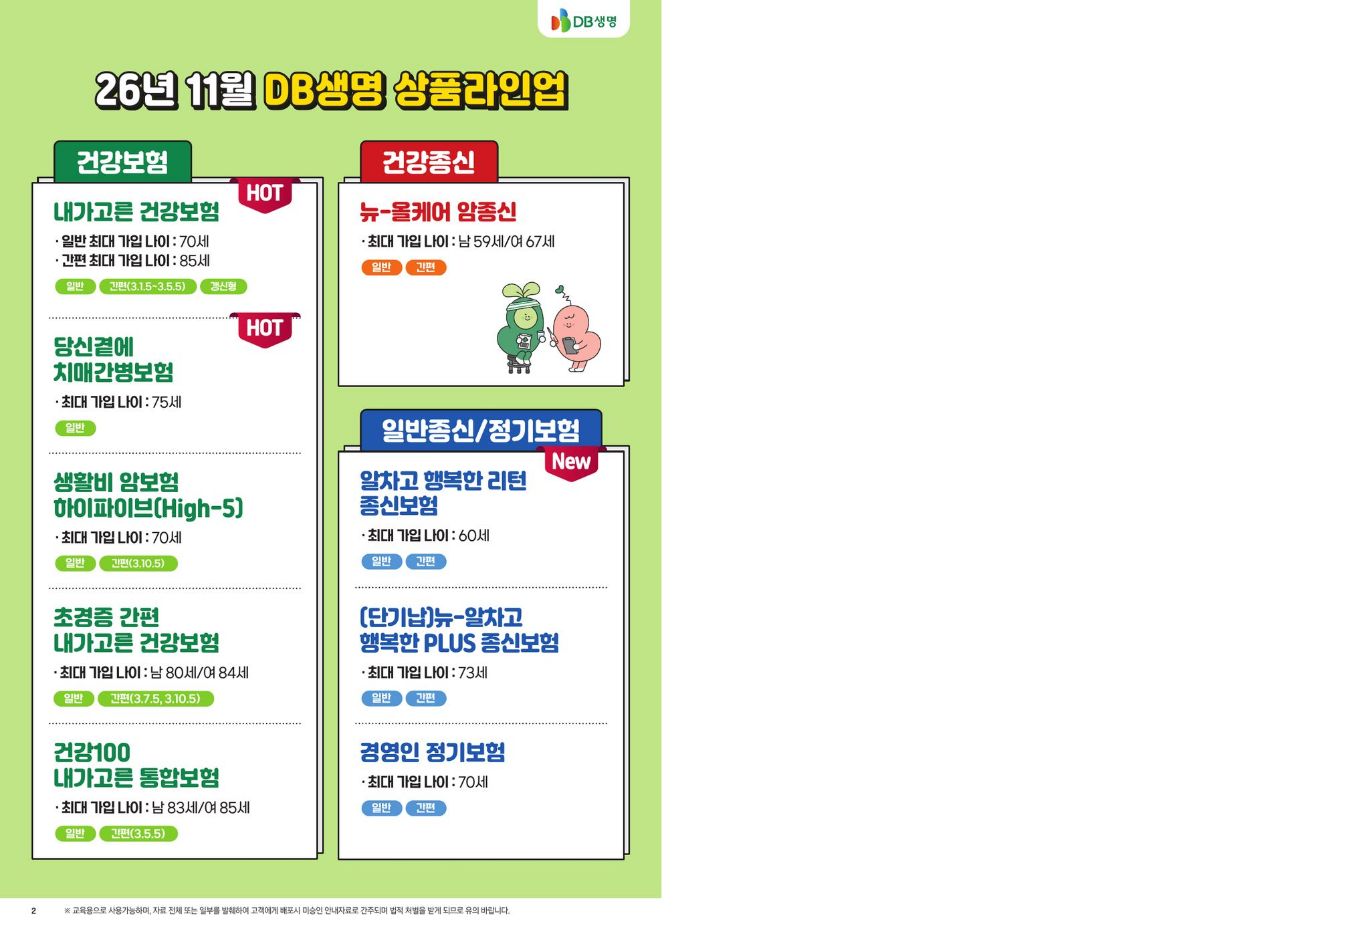 DB생명
26년 11월 DB생명 상품라인업
건강보험
HOT
내가고른 건강보험
· 일반 최대 가입 나이 : 70세
· 간편 최대 가입 나이 : 85세
일반 간편(3.1.5~3.5.5) 갱신형
HOT
당신곁에
치매간병보험
· 최대 가입 나이 : 75세
일반
생활비 암보험
하이파이브(High-5)
· 최대 가입 나이 : 70세
일반 간편(3.10.5)
초경증 간편
내가고른 건강보험
· 최대 가입 나이 : 남 80세/여 84세
일반 간편(3.7.5, 3.10.5)
건강100
내가고른 통합보험
· 최대 가입 나이 : 남 83세/여 85세
일반 간편(3.5.5)
건강종신
뉴-올케어 암종신
· 최대 가입 나이 : 남 59세/여 67세
일반 간편
일반종신/정기보험
New
알차고 행복한 리턴
종신보험
· 최대 가입 나이 : 60세
일반 간편
(단기납)뉴-알차고
행복한 PLUS 종신보험
· 최대 가입 나이 : 73세
일반 간편
경영인 정기보험
· 최대 가입 나이 : 70세
일반 간편
2
※ 교육용으로 사용가능하며, 자료 전체 또는 일부를 발췌하여 고객에게 배포시 미승인 안내자료로 간주되며 법적 처벌을 받게 되므로 유의 바랍니다.